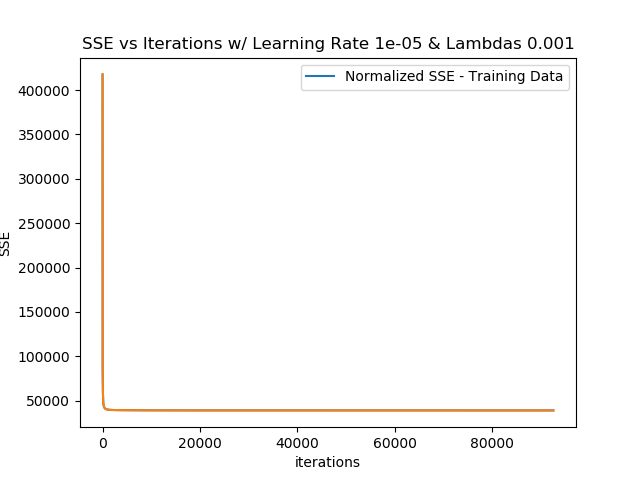 SSE vs Iterations w/ Learning Rate 1e-05 & Lambdas 0.001
Normalized SSE - Training Data
400000
350000
300000
250000
200000
150000
100000
50000
SSE
0 20000 40000 60000 80000
iterations